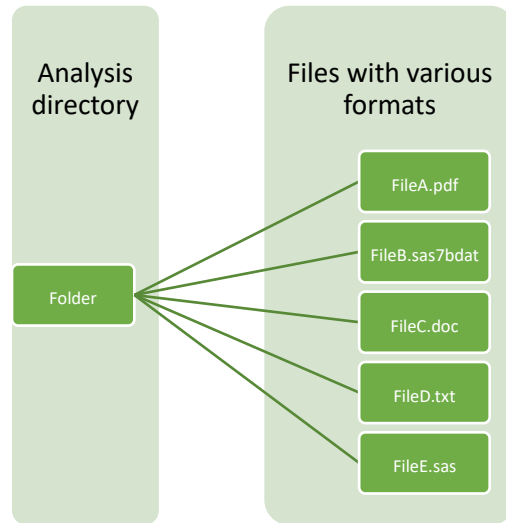 Analysis
directory
Files with various
formats
Folder
FileA.pdf
FileB.sas7bdat
FileC.doc
FileD.txt
FileE.sas